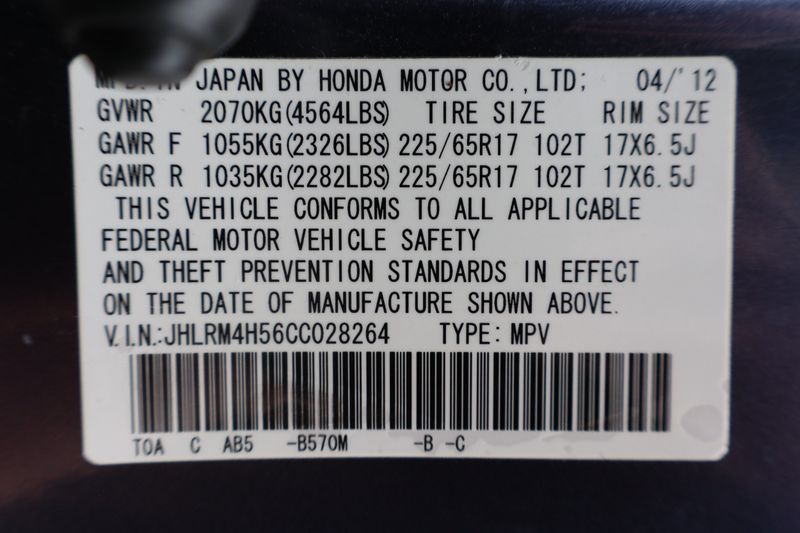 MFD. IN JAPAN BY HONDA MOTOR CO.,LTD; 04/'12
GVWR 2070KG(4564LBS) TIRE SIZE RIM SIZE
GAWR F 1055KG(2326LBS) 225/65R17 102T 17X6.5J
GAWR R 1035KG(2282LBS) 225/65R17 102T 17X6.5J
THIS VEHICLE CONFORMS TO ALL APPLICABLE
FEDERAL MOTOR VEHICLE SAFETY
AND THEFT PREVENTION STANDARDS IN EFFECT
ON THE DATE OF MANUFACTURE SHOWN ABOVE.
V.I.N.:JHLRM4H56CC028264 TYPE: MPV
TOA C AB5 -B570M -B -C